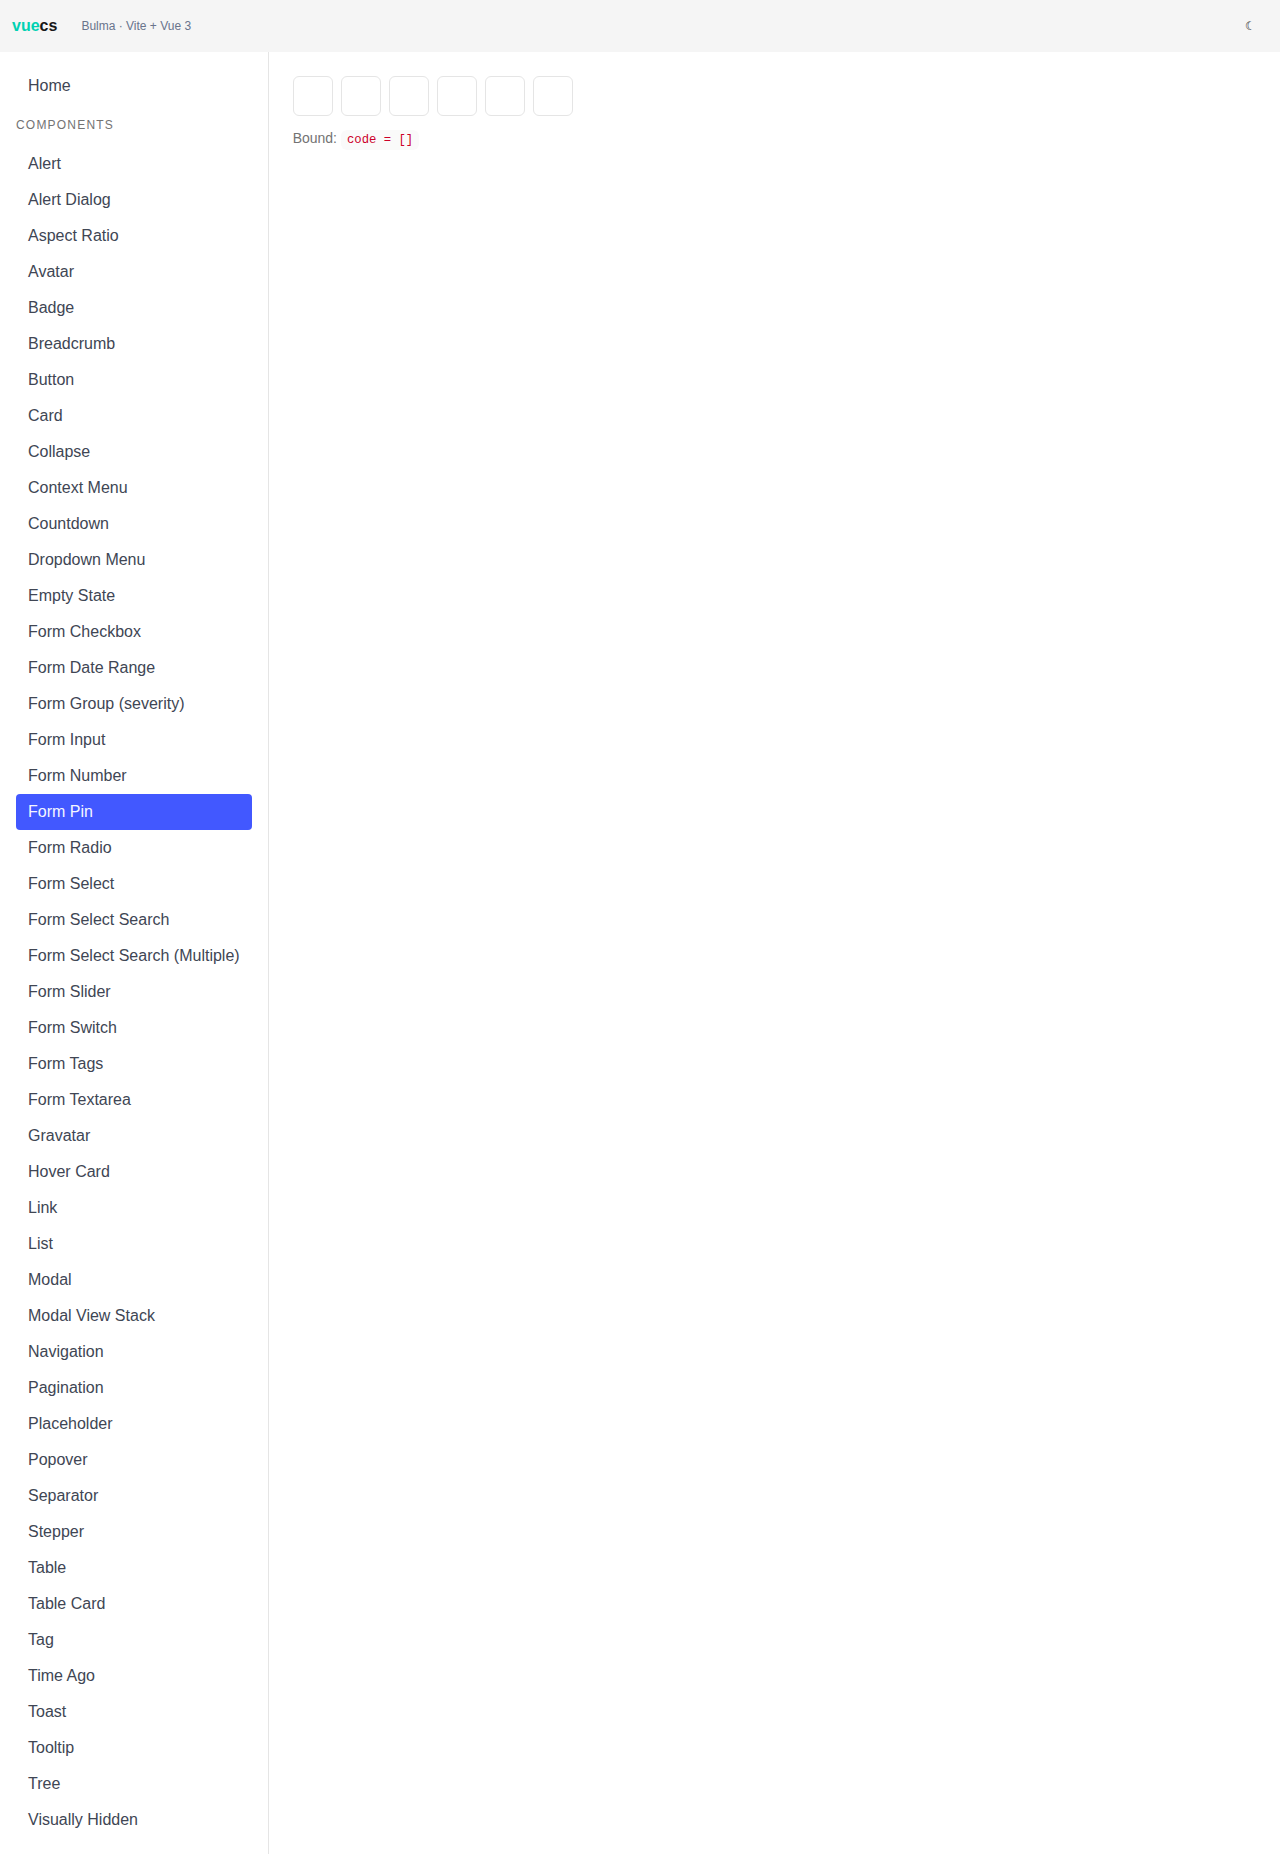 vuecs Bulma · Vite + Vue 3
Home
COMPONENTS
Alert
Alert Dialog
Aspect Ratio
Avatar
Badge
Breadcrumb
Button
Card
Collapse
Context Menu
Countdown
Dropdown Menu
Empty State
Form Checkbox
Form Date Range
Form Group (severity)
Form Input
Form Number
Form Pin
Form Radio
Form Select
Form Select Search
Form Select Search (Multiple)
Form Slider
Form Switch
Form Tags
Form Textarea
Gravatar
Hover Card
Link
List
Modal
Modal View Stack
Navigation
Pagination
Placeholder
Popover
Separator
Stepper
Table
Table Card
Tag
Time Ago
Toast
Tooltip
Tree
Visually Hidden
Bound: code = []